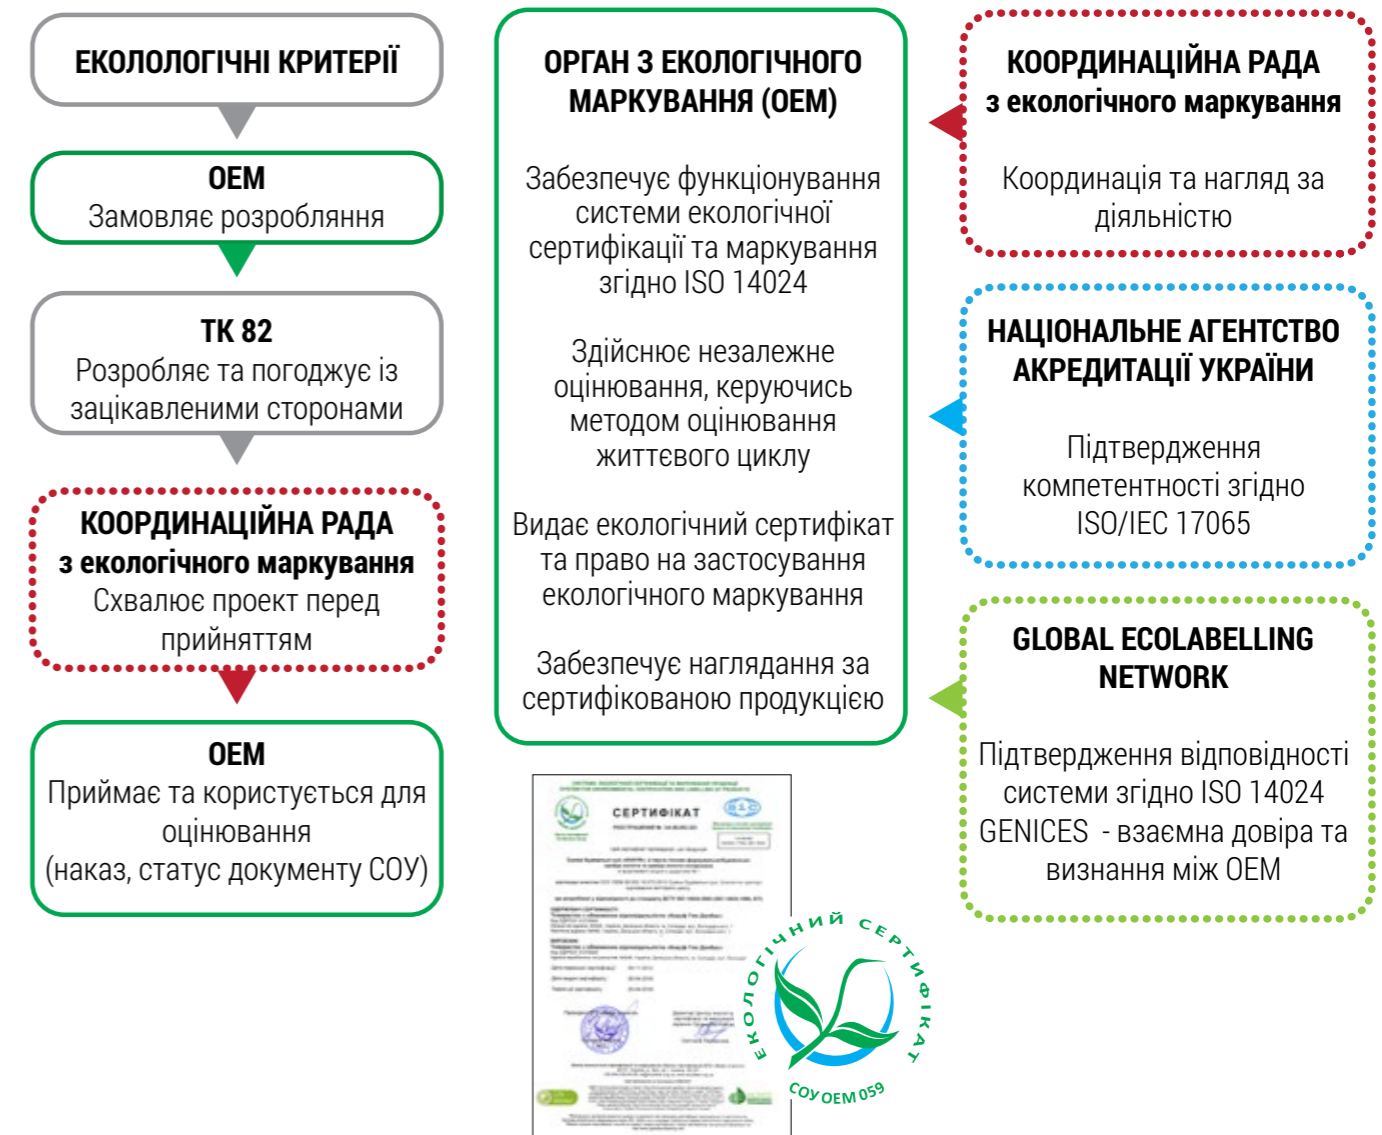 ЕКОЛОЛОГІЧНІ КРИТЕРІЇ
ОЕМ
Замовляє розробляння
ТК 82
Розробляє та погоджує із
зацікавленими сторонами
КООРДИНАЦІЙНА РАДА
з екологічного маркування
Схвалює проект перед
прийняттям
ОЕМ
Приймає та користується для
оцінювання
(наказ, статус документу СОУ)
ОРГАН З ЕКОЛОГІЧНОГО
МАРКУВАННЯ (ОЕМ)
Забезпечує функціонування
системи екологічної
сертифікації та маркування
згідно ISO 14024
Здійснює незалежне
оцінювання, керуючись
методом оцінювання
життєвого циклу
Видає екологічний сертифікат
та право на застосування
екологічного маркування
Забезпечує наглядання за
сертифікованою продукцією
КООРДИНАЦІЙНА РАДА
з екологічного маркування
Координація та нагляд за
діяльністю
НАЦІОНАЛЬНЕ АГЕНТСТВО
АКРЕДИТАЦІЇ УКРАЇНИ
Підтвердження
компетентності згідно
ISO/IEC 17065
GLOBAL ECOLABELLING
NETWORK
Підтвердження відповідності
системи згідно ISO 14024
GENICES - взаємна довіра та
визнання між ОЕМ
СЕРТИФІКАТ
ЕКОЛОГІЧНИЙ СЕРТИФІКАТ
СОУ ОЕМ 059